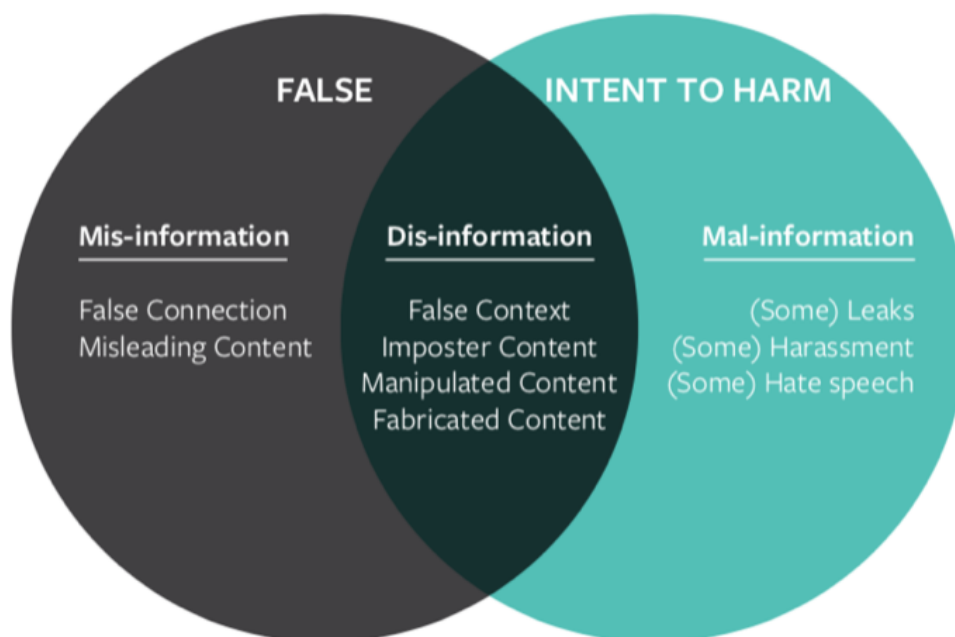 FALSE
INTENT TO HARM
Mis-information
False Connection
Misleading Content
Dis-information
False Context
Imposter Content
Manipulated Content
Fabricated Content
Mal-information
(Some) Leaks
(Some) Harassment
(Some) Hate speech